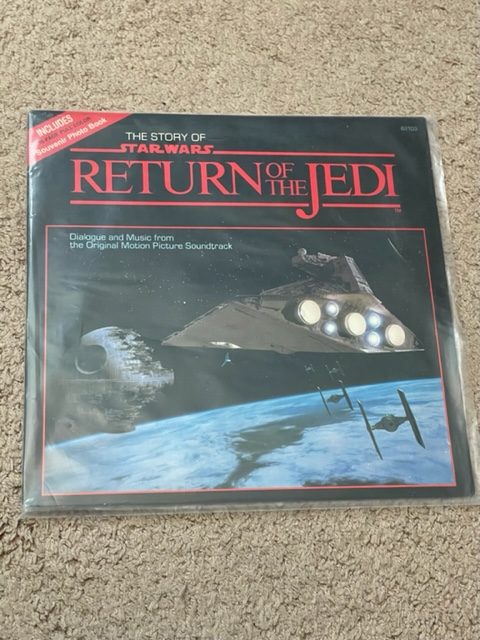 INCLUDES
Souvenir Photo Book
THE STORY OF
62103
STAR WARS
RETURN OF THE JEDI
TM
Dialogue and Music from
the Original Motion Picture Soundtrack